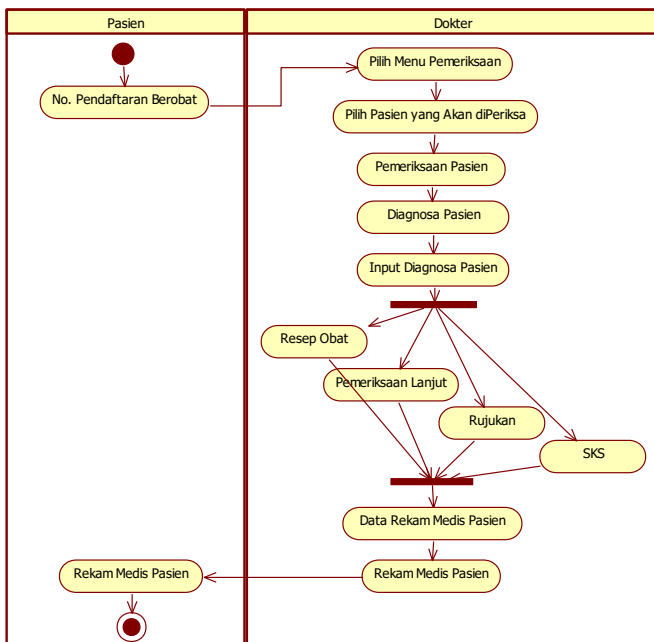 Pasien
Dokter
No. Pendaftaran Berobat
Pilih Menu Pemeriksaan
Pilih Pasien yang Akan diPeriksa
Pemeriksaan Pasien
Diagnosa Pasien
Input Diagnosa Pasien
Resep Obat
Pemeriksaan Lanjut
Rujukan
SKS
Data Rekam Medis Pasien
Rekam Medis Pasien
Rekam Medis Pasien